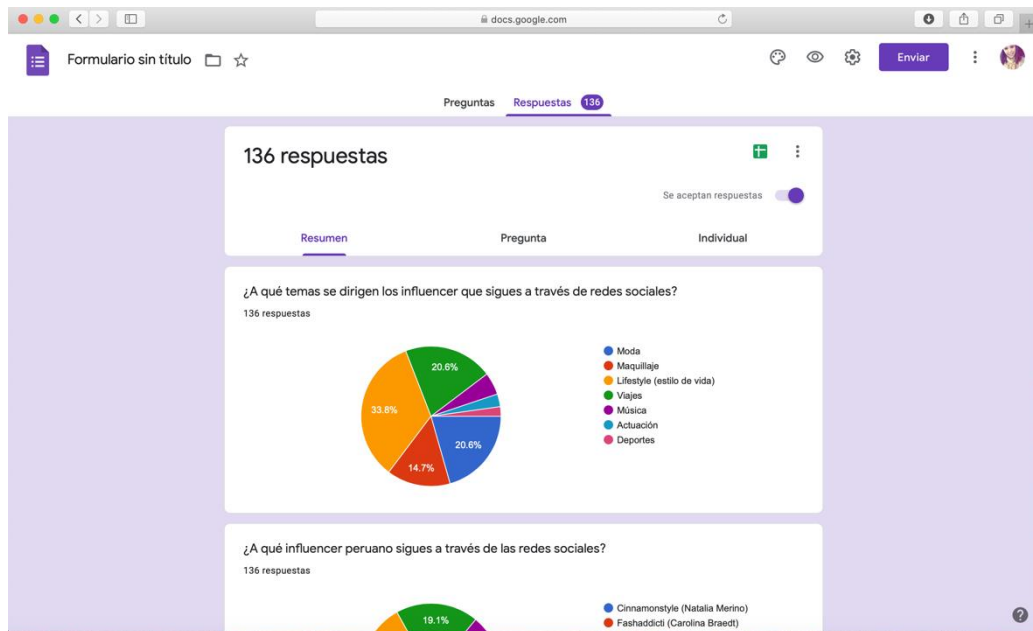 docs.google.com
Formulario sin título
Enviar
Preguntas Respuestas 136
136 respuestas
Se aceptan respuestas
Resumen Pregunta Individual
¿A qué temas se dirigen los influencer que sigues a través de redes sociales?
136 respuestas
20.6%
33.8%
20.6%
14.7%
Moda
Maquillaje
Lifestyle (estilo de vida)
Viajes
Música
Actuación
Deportes
¿A qué influencer peruano sigues a través de las redes sociales?
136 respuestas
19.1%
Cinnamonstyle (Natalia Merino)
Fashaddicti (Carolina Braedt)